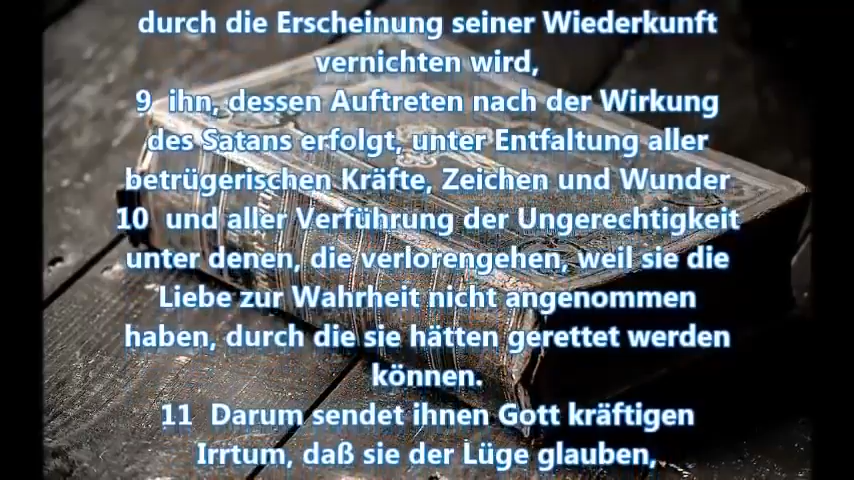 durch die Erscheinung seiner Wiederkunft
vernichten wird,
9 ihn, dessen Auftreten nach der Wirkung
des Satans erfolgt, unter Entfaltung aller
betrügerischen Kräfte, Zeichen und Wunder
10 und aller Verführung der Ungerechtigkeit
unter denen, die verlorengehen, weil sie die
Liebe zur Wahrheit nicht angenommen
haben, durch die sie hätten gerettet werden
können.
11 Darum sendet ihnen Gott kräftigen
Irrtum, daß sie der Lüge glauben,